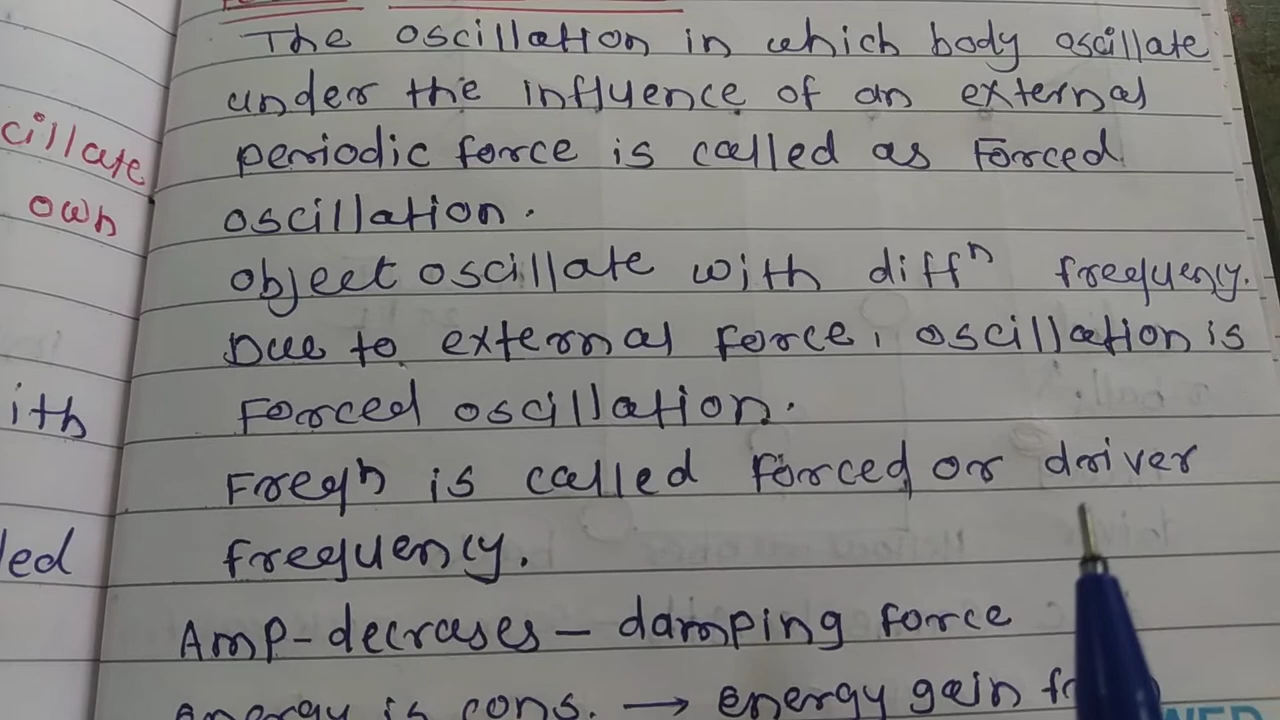 cillate
own
ith
led
The oscillation in which body oscillate
under the influence of an external
periodic force is called as Forced
oscillation.
object oscillate with diffⁿ frequency.
Due to external force, oscillation is
Forced oscillation.
Freqⁿ is called Forced or driver
frequency.
Amp-decrases – damping force
energy is cons. → energy gain